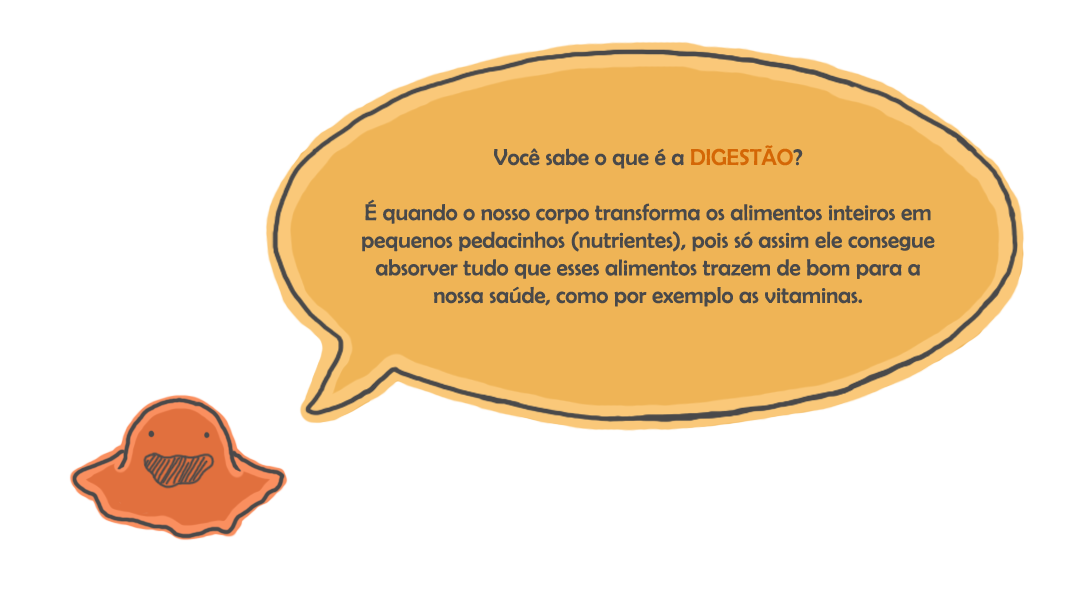 Você sabe o que é a DIGESTÃO?
É quando o nosso corpo transforma os alimentos inteiros em
pequenos pedacinhos (nutrientes), pois só assim ele consegue
absorver tudo que esses alimentos trazem de bom para a
nossa saúde, como por exemplo as vitaminas.